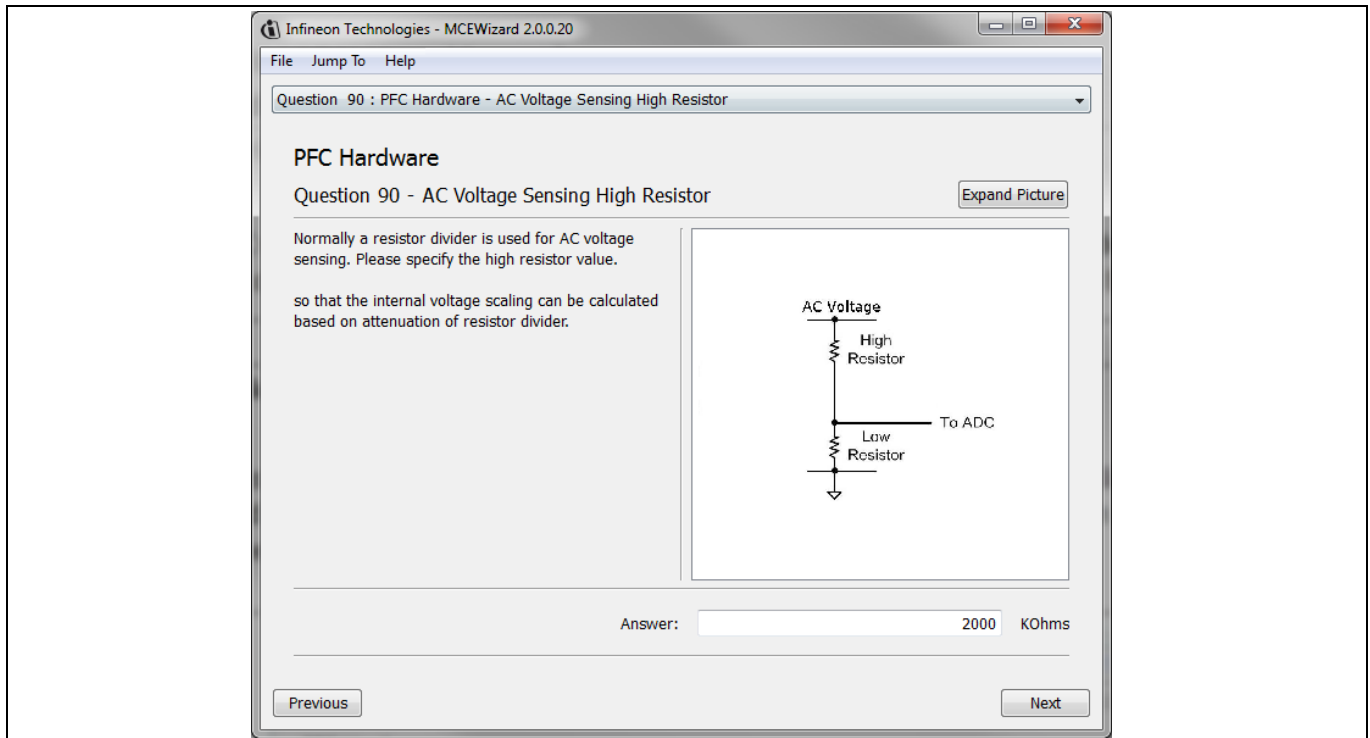 Infineon Technologies - MCEWizard 2.0.0.20
File Jump To Help
Question 90 : PFC Hardware - AC Voltage Sensing High Resistor
PFC Hardware
Question 90 - AC Voltage Sensing High Resistor
Expand Picture
Normally a resistor divider is used for AC voltage
sensing. Please specify the high resistor value.
so that the internal voltage scaling can be calculated
based on attenuation of resistor divider.
AC Voltage
High
Resistor
To ADC
Low
Resistor
Answer: 2000 KOhms
Previous Next